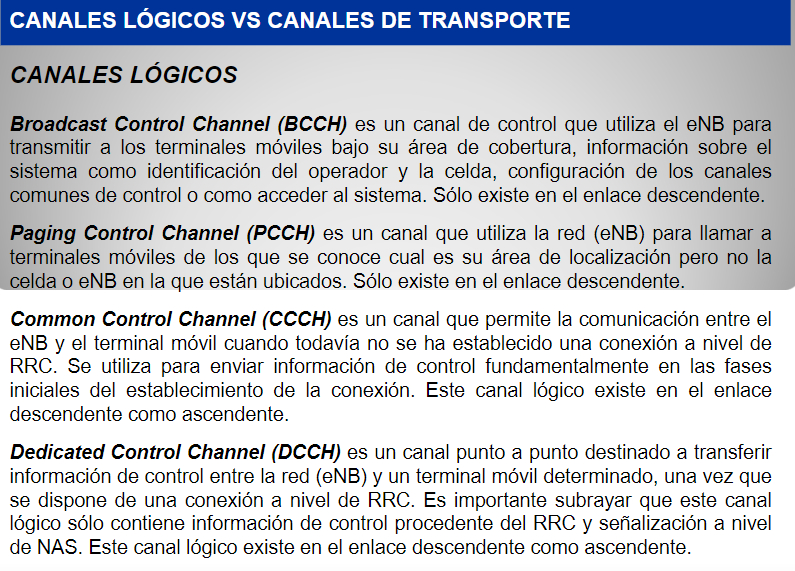 CANALES LÓGICOS VS CANALES DE TRANSPORTE
CANALES LÓGICOS
Broadcast Control Channel (BCCH) es un canal de control que utiliza el eNB para
transmitir a los terminales móviles bajo su área de cobertura, información sobre el
sistema como identificación del operador y la celda, configuración de los canales
comunes de control o como acceder al sistema. Sólo existe en el enlace descendente.
Paging Control Channel (PCCH) es un canal que utiliza la red (eNB) para llamar a
terminales móviles de los que se conoce cual es su área de localización pero no la
celda o eNB en la que están ubicados. Sólo existe en el enlace descendente.
Common Control Channel (CCCH) es un canal que permite la comunicación entre el
eNB y el terminal móvil cuando todavía no se ha establecido una conexión a nivel de
RRC. Se utiliza para enviar información de control fundamentalmente en las fases
iniciales del establecimiento de la conexión. Este canal lógico existe en el enlace
descendente como ascendente.
Dedicated Control Channel (DCCH) es un canal punto a punto destinado a transferir
información de control entre la red (eNB) y un terminal móvil determinado, una vez que
se dispone de una conexión a nivel de RRC. Es importante subrayar que este canal
lógico sólo contiene información de control procedente del RRC y señalización a nivel
de NAS. Este canal lógico existe en el enlace descendente como ascendente.